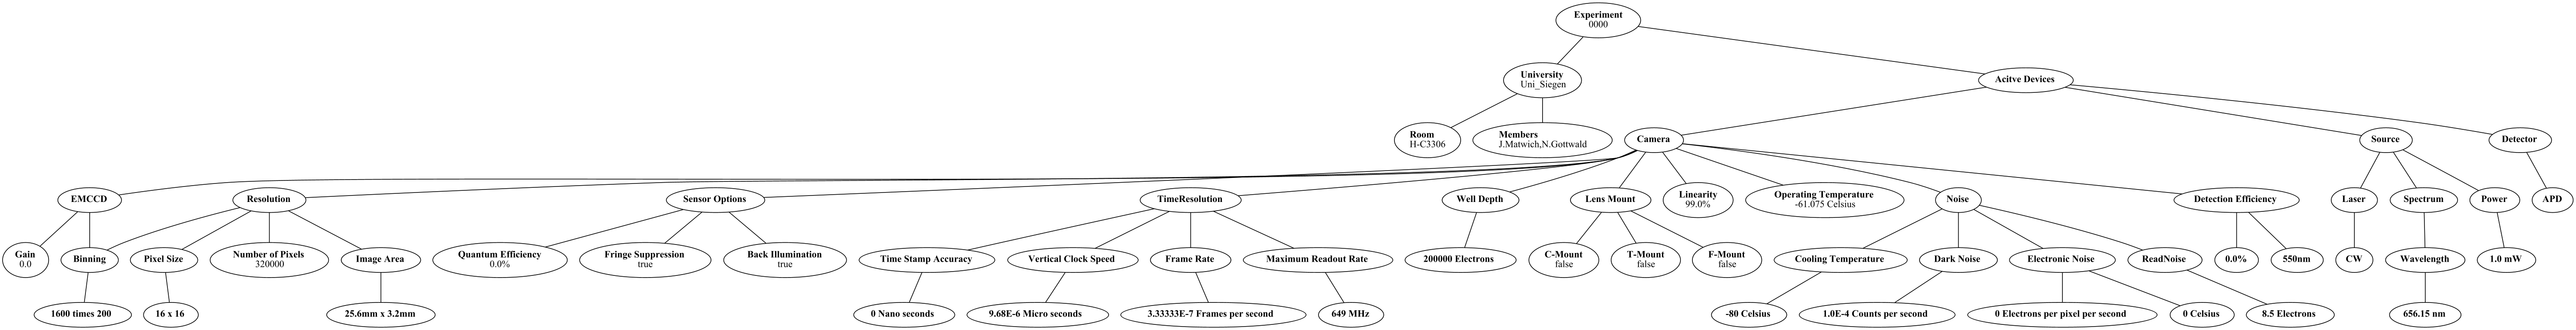 Experiment
0000
University
Uni_Siegen
Acitve Devices
Room
H-C3306
Members
J.Matwich,N.Gottwald
Camera
Source
Detector
EMCCD
Resolution
Sensor Options
TimeResolution
Well Depth
Lens Mount
Linearity
99.0%
Operating Temperature
-61.075 Celsius
Noise
Detection Efficiency
Laser
Spectrum
Power
APD
Gain
0.0
Binning
Pixel Size
Number of Pixels
320000
Image Area
Quantum Efficiency
0.0%
Fringe Suppression
true
Back Illumination
true
Time Stamp Accuracy
Vertical Clock Speed
Frame Rate
Maximum Readout Rate
200000 Electrons
C-Mount
false
T-Mount
false
F-Mount
false
Cooling Temperature
Dark Noise
Electronic Noise
ReadNoise
0.0%
550nm
CW
Wavelength
1.0 mW
1600 times 200
16 x 16
25.6mm x 3.2mm
0 Nano seconds
9.68E-6 Micro seconds
3.33333E-7 Frames per second
649 MHz
-80 Celsius
1.0E-4 Counts per second
0 Electrons per pixel per second
0 Celsius
8.5 Electrons
656.15 nm